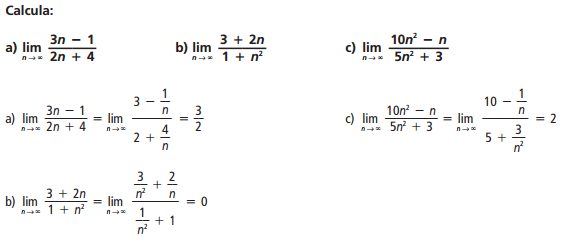 Calcula:
a) lim n→∞ (3n − 1)/(2n + 4) b) lim n→∞ (3 + 2n)/(1 + n²) c) lim n→∞ (10n² − n)/(5n² + 3)
a) lim n→∞ (3n − 1)/(2n + 4) = lim n→∞ (3 − 1/n)/(2 + 4/n) = 3/2 c) lim n→∞ (10n² − n)/(5n² + 3) = lim n→∞ (10 − 1/n)/(5 + 3/n²) = 2
b) lim n→∞ (3 + 2n)/(1 + n²) = lim n→∞ (3/n² + 2/n)/(1/n² + 1) = 0